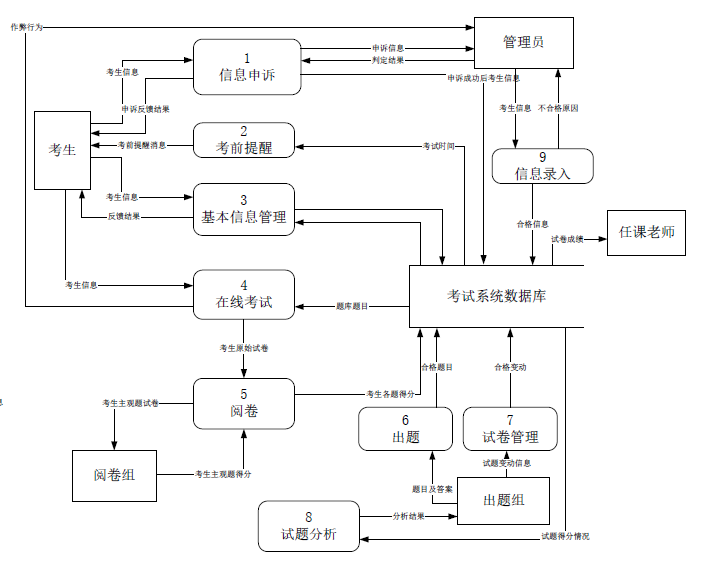 作弊行为
管理员
1
信息申诉
申诉信息
判定结果
考生信息
申诉成功后考生信息
申诉反馈结果
考生信息
不合格原因
考生
2
考前提醒
考前提醒消息
考试时间
9
信息录入
3
基本信息管理
考生信息
反馈结果
合格信息
试卷成绩
任课老师
4
在线考试
考生信息
题库题目
考试系统数据库
考生原始试卷
合格题目
合格变动
5
阅卷
考生主观题试卷
考生各题得分
6
出题
7
试卷管理
阅卷组
考生主观题得分
试题变动信息
题目及答案
出题组
8
试题分析
分析结果
试题得分情况